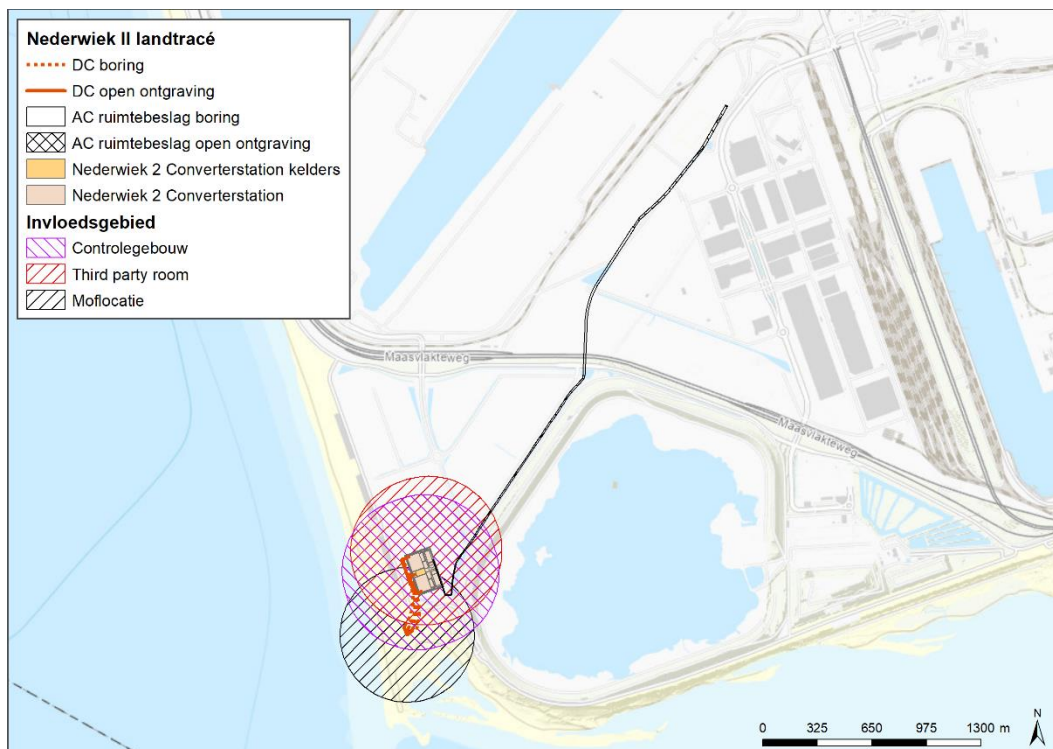 Nederwiek II landtracé
DC boring
DC open ontgraving
AC ruimtebeslag boring
AC ruimtebeslag open ontgraving
Nederwiek 2 Converterstation kelders
Nederwiek 2 Converterstation
Invloedsgebied
Controlegebouw
Third party room
Moflocatie
Maasvlakteweg
Maasvlakteweg
N
0 325 650 975 1300 m